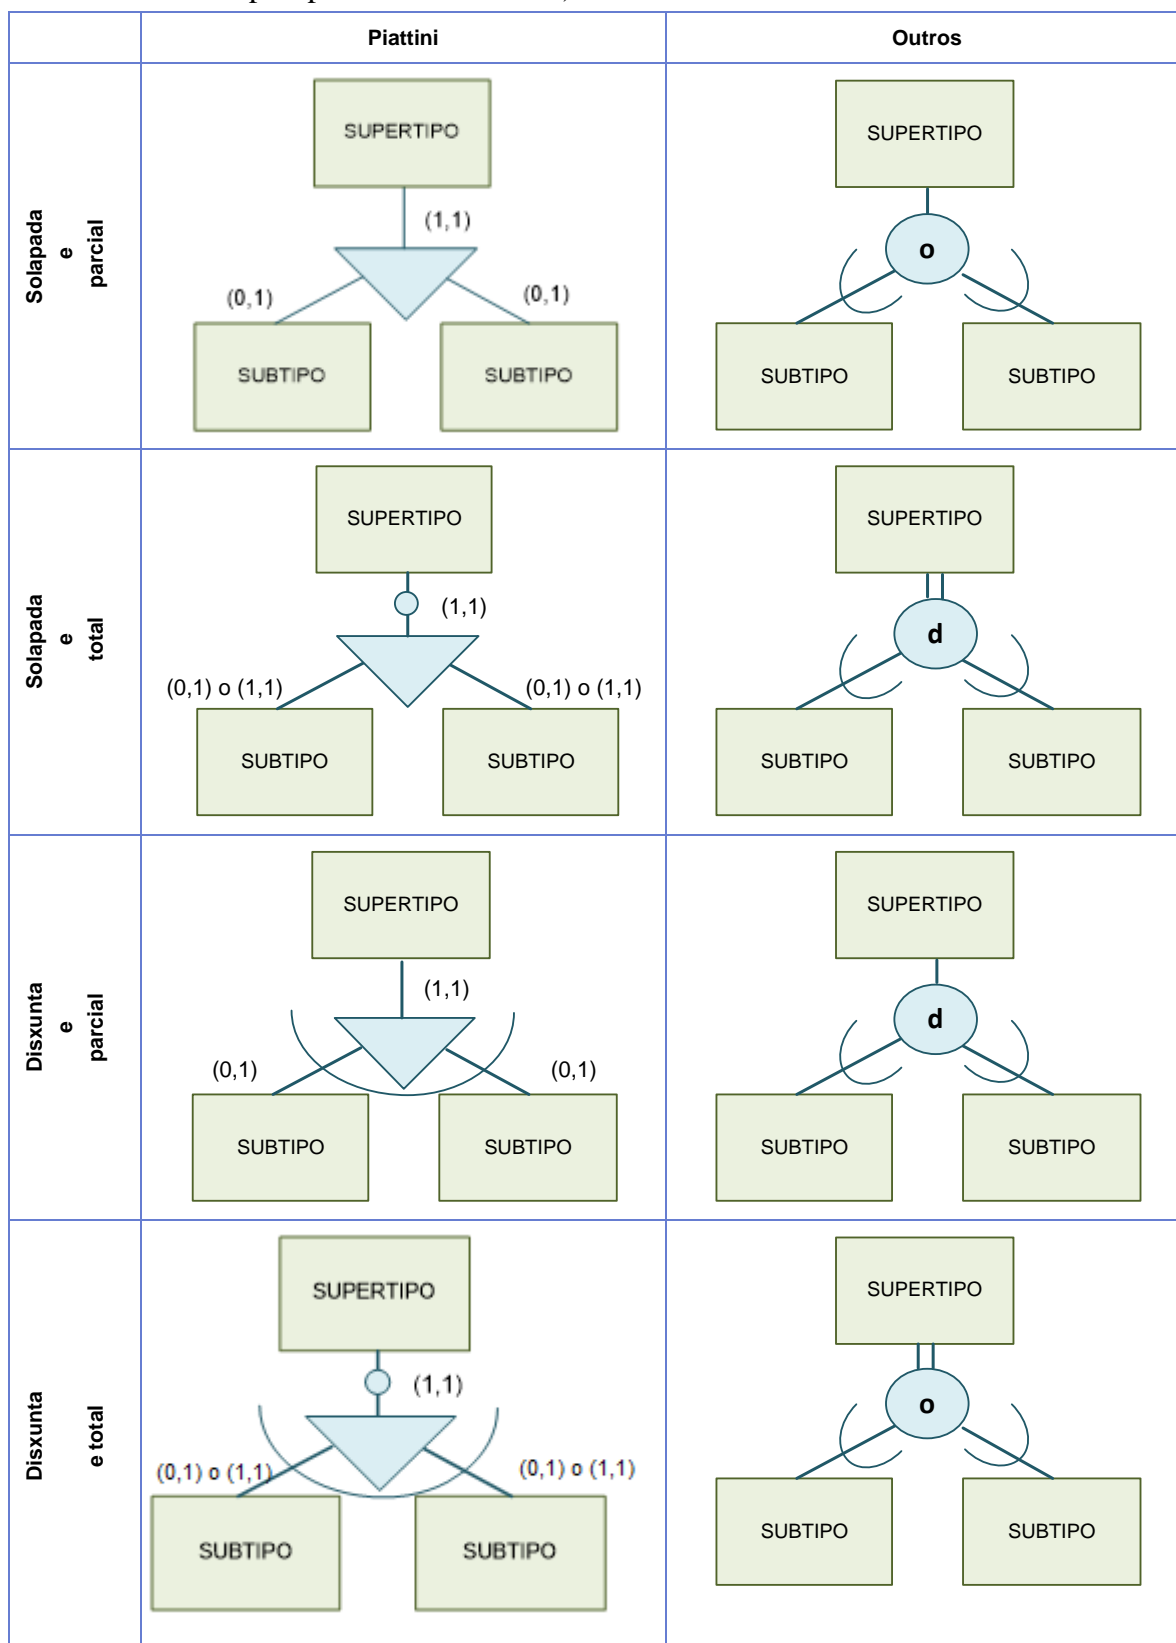 Piattini
Outros
Solapada
e
parcial
SUPERTIPO
(1,1)
(0,1)
(0,1)
SUBTIPO
SUBTIPO
SUPERTIPO
o
SUBTIPO
SUBTIPO
Solapada
e
total
SUPERTIPO
(1,1)
(0,1) o (1,1)
(0,1) o (1,1)
SUBTIPO
SUBTIPO
SUPERTIPO
d
SUBTIPO
SUBTIPO
Disxunta
e
parcial
SUPERTIPO
(1,1)
(0,1)
(0,1)
SUBTIPO
SUBTIPO
SUPERTIPO
d
SUBTIPO
SUBTIPO
Disxunta
e total
SUPERTIPO
(1,1)
(0,1) o (1,1)
(0,1) o (1,1)
SUBTIPO
SUBTIPO
SUPERTIPO
o
SUBTIPO
SUBTIPO